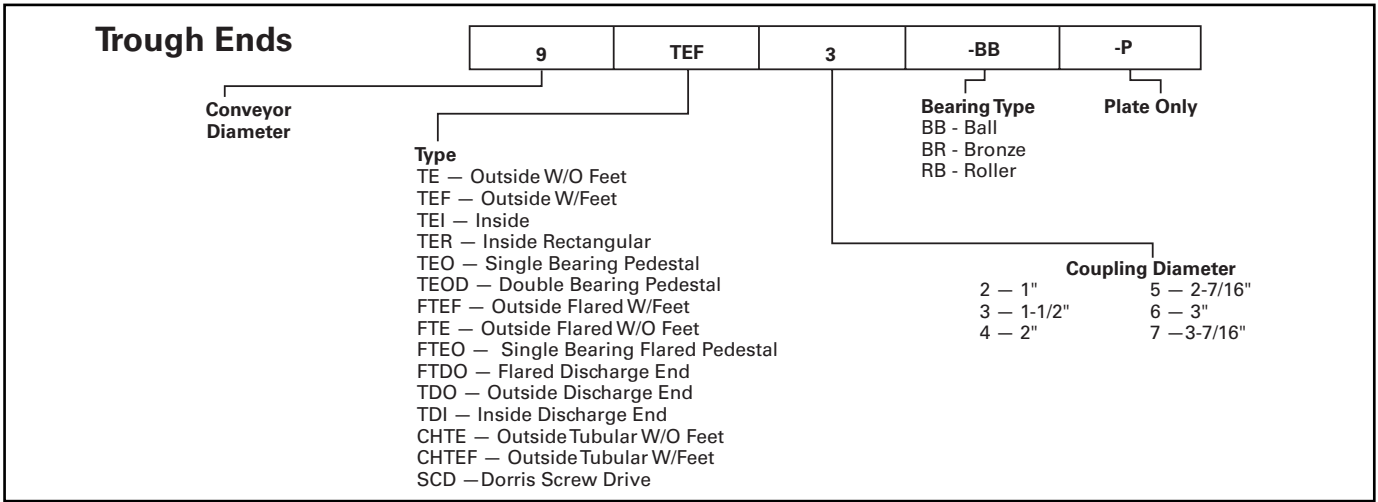 Trough Ends
9 TEF 3 -BB -P
Conveyor
Diameter
Type
TE — Outside W/O Feet
TEF — Outside W/Feet
TEI — Inside
TER — Inside Rectangular
TEO — Single Bearing Pedestal
TEOD — Double Bearing Pedestal
FTEF — Outside Flared W/Feet
FTE — Outside Flared W/O Feet
FTEO — Single Bearing Flared Pedestal
FTDO — Flared Discharge End
TDO — Outside Discharge End
TDI — Inside Discharge End
CHTE — Outside Tubular W/O Feet
CHTEF — Outside Tubular W/Feet
SCD —Dorris Screw Drive
Bearing Type
BB - Ball
BR - Bronze
RB - Roller
Plate Only
Coupling Diameter
2 — 1" 5 — 2-7/16"
3 — 1-1/2" 6 — 3"
4 — 2" 7 —3-7/16"